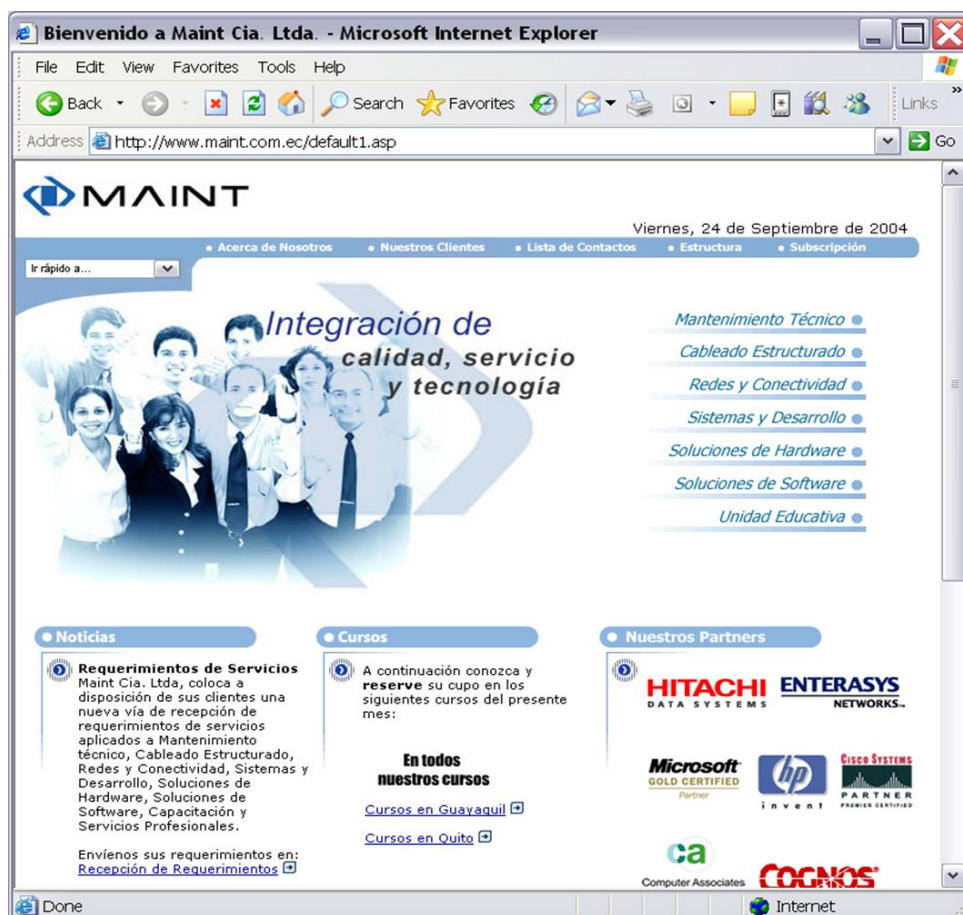 Bienvenido a Maint Cia. Ltda. - Microsoft Internet Explorer
File Edit View Favorites Tools Help
Back Search Favorites Links
Address http://www.maint.com.ec/default1.asp Go
MAINT
Viernes, 24 de Septiembre de 2004
Acerca de Nosotros Nuestros Clientes Lista de Contactos Estructura Subscripción
Ir rápido a...
Integración de
calidad, servicio
y tecnología
Mantenimiento Técnico
Cableado Estructurado
Redes y Conectividad
Sistemas y Desarrollo
Soluciones de Hardware
Soluciones de Software
Unidad Educativa
Noticias
Requerimientos de Servicios
Maint Cia. Ltda, coloca a
disposición de sus clientes una
nueva vía de recepción de
requerimientos de servicios
aplicados a Mantenimiento
técnico, Cableado Estructurado,
Redes y Conectividad, Sistemas y
Desarrollo, Soluciones de
Hardware, Soluciones de
Software, Capacitación y
Servicios Profesionales.
Envíenos sus requerimientos en:
Recepción de Requerimientos
Cursos
A continuación conozca y
reserve su cupo en los
siguientes cursos del presente
mes:
En todos
nuestros cursos
Cursos en Guayaquil
Cursos en Quito
Nuestros Partners
HITACHI
DATA SYSTEMS
ENTERASYS
NETWORKS
Microsoft
GOLD CERTIFIED
Partner
hp
invent
CISCO SYSTEMS
PARTNER
PREMIER CERTIFIED
ca
Computer Associates
COGNOS
Done Internet